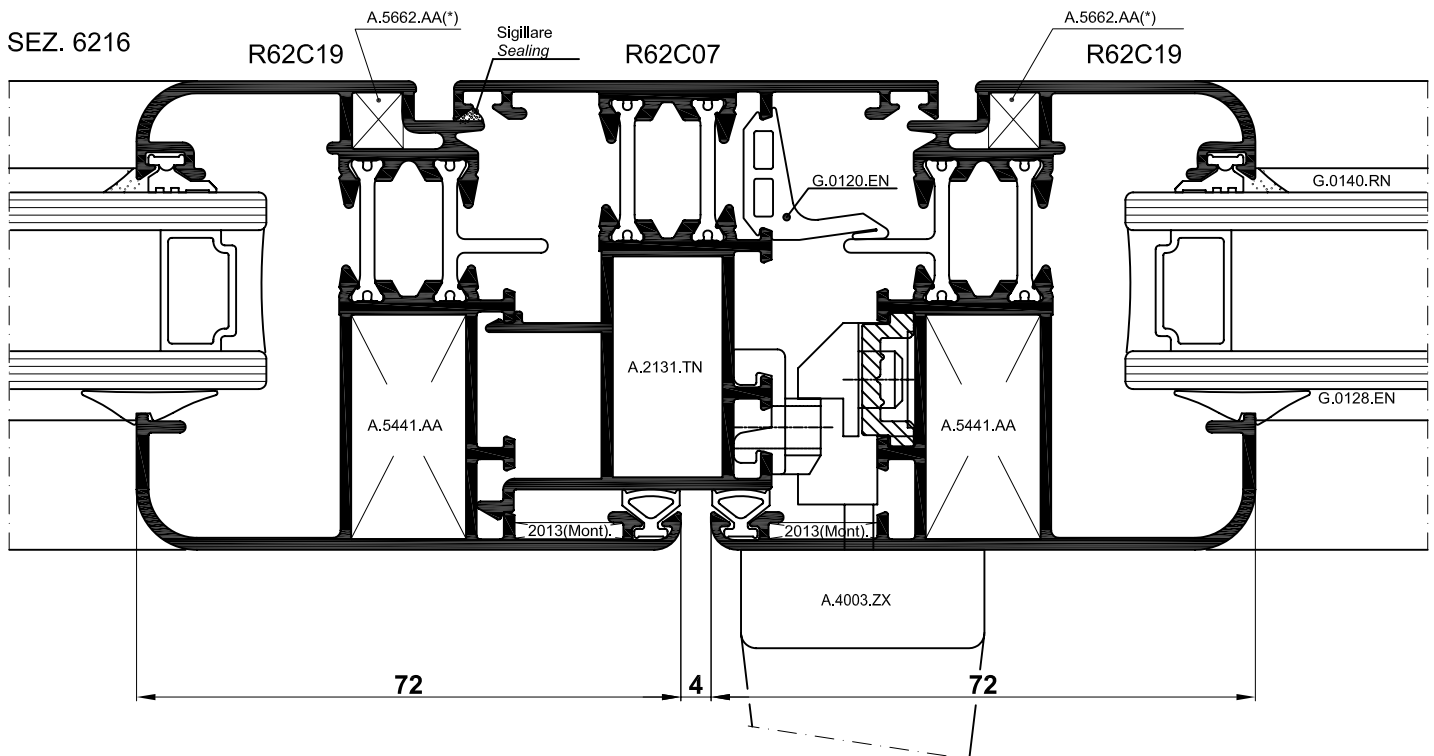 A.5662.AA(*)
A.5662.AA(*)
SEZ. 6216
R62C19
Sigillare
Sealing
R62C07
R62C19
G.0120.EN
G.0140.RN
A.2131.TN
G.0128.EN
A.5441.AA
A.5441.AA
2013(Mont).
2013(Mont).
A.4003.ZX
72
4
72